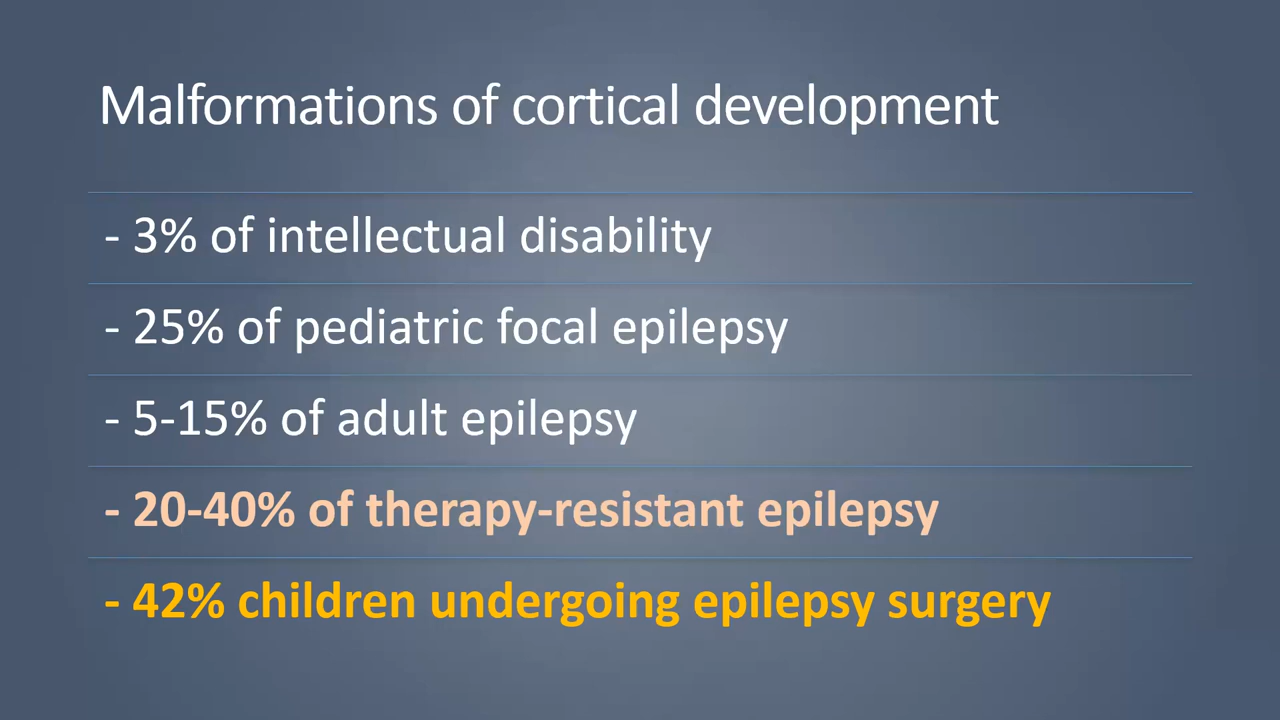 Malformations of cortical development
- 3% of intellectual disability
- 25% of pediatric focal epilepsy
- 5-15% of adult epilepsy
- 20-40% of therapy-resistant epilepsy
- 42% children undergoing epilepsy surgery